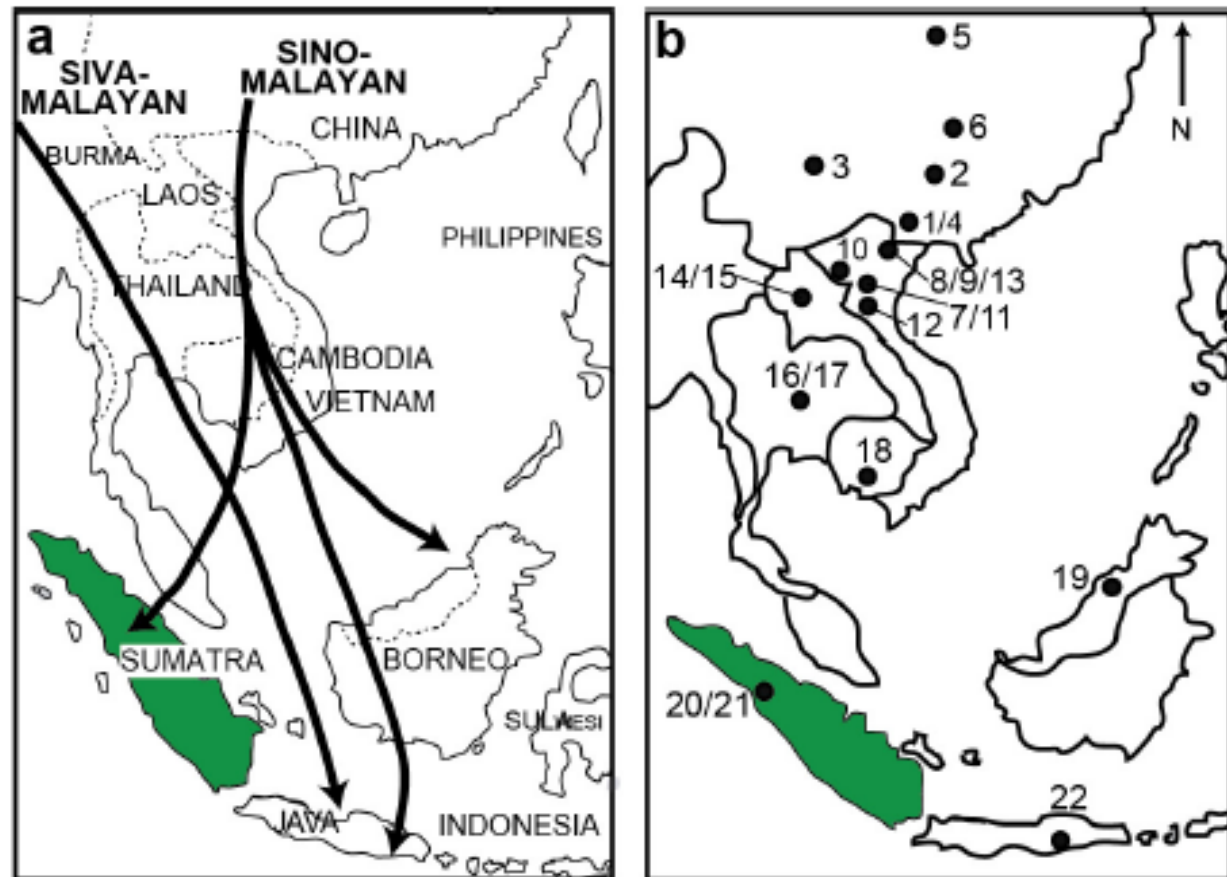 a
SIVA-
MALAYAN
SINO-
MALAYAN
CHINA
BURMA
LAOS
PHILIPPINES
THAILAND
CAMBODIA
VIETNAM
SUMATRA
BORNEO
SULAWESI
JAVA
INDONESIA
b
N
5
6
3
2
1/4
10
14/15
8/9/13
7/11
12
16/17
18
19
20/21
22